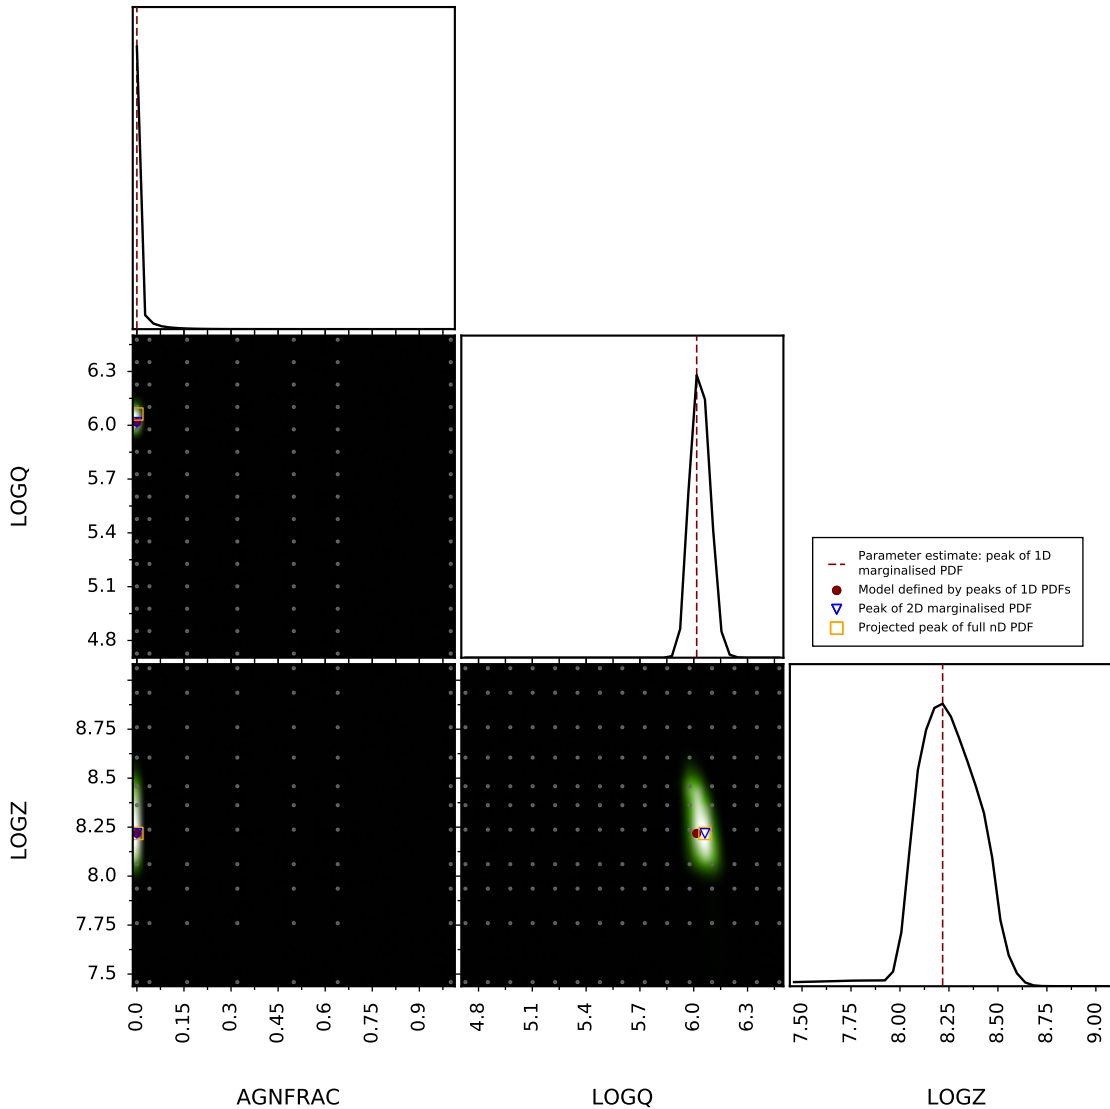 6.3
6.0
5.7
5.4
5.1
4.8
LOGQ
Parameter estimate: peak of 1D
marginalised PDF
Model defined by peaks of 1D PDFs
Peak of 2D marginalised PDF
Projected peak of full nD PDF
8.75
8.5
8.25
8.0
7.75
7.5
LOGZ
0.0 0.15 0.3 0.45 0.6 0.75 0.9
4.8 5.1 5.4 5.7 6.0 6.3
7.50 7.75 8.00 8.25 8.50 8.75 9.00
AGNFRAC
LOGQ
LOGZ